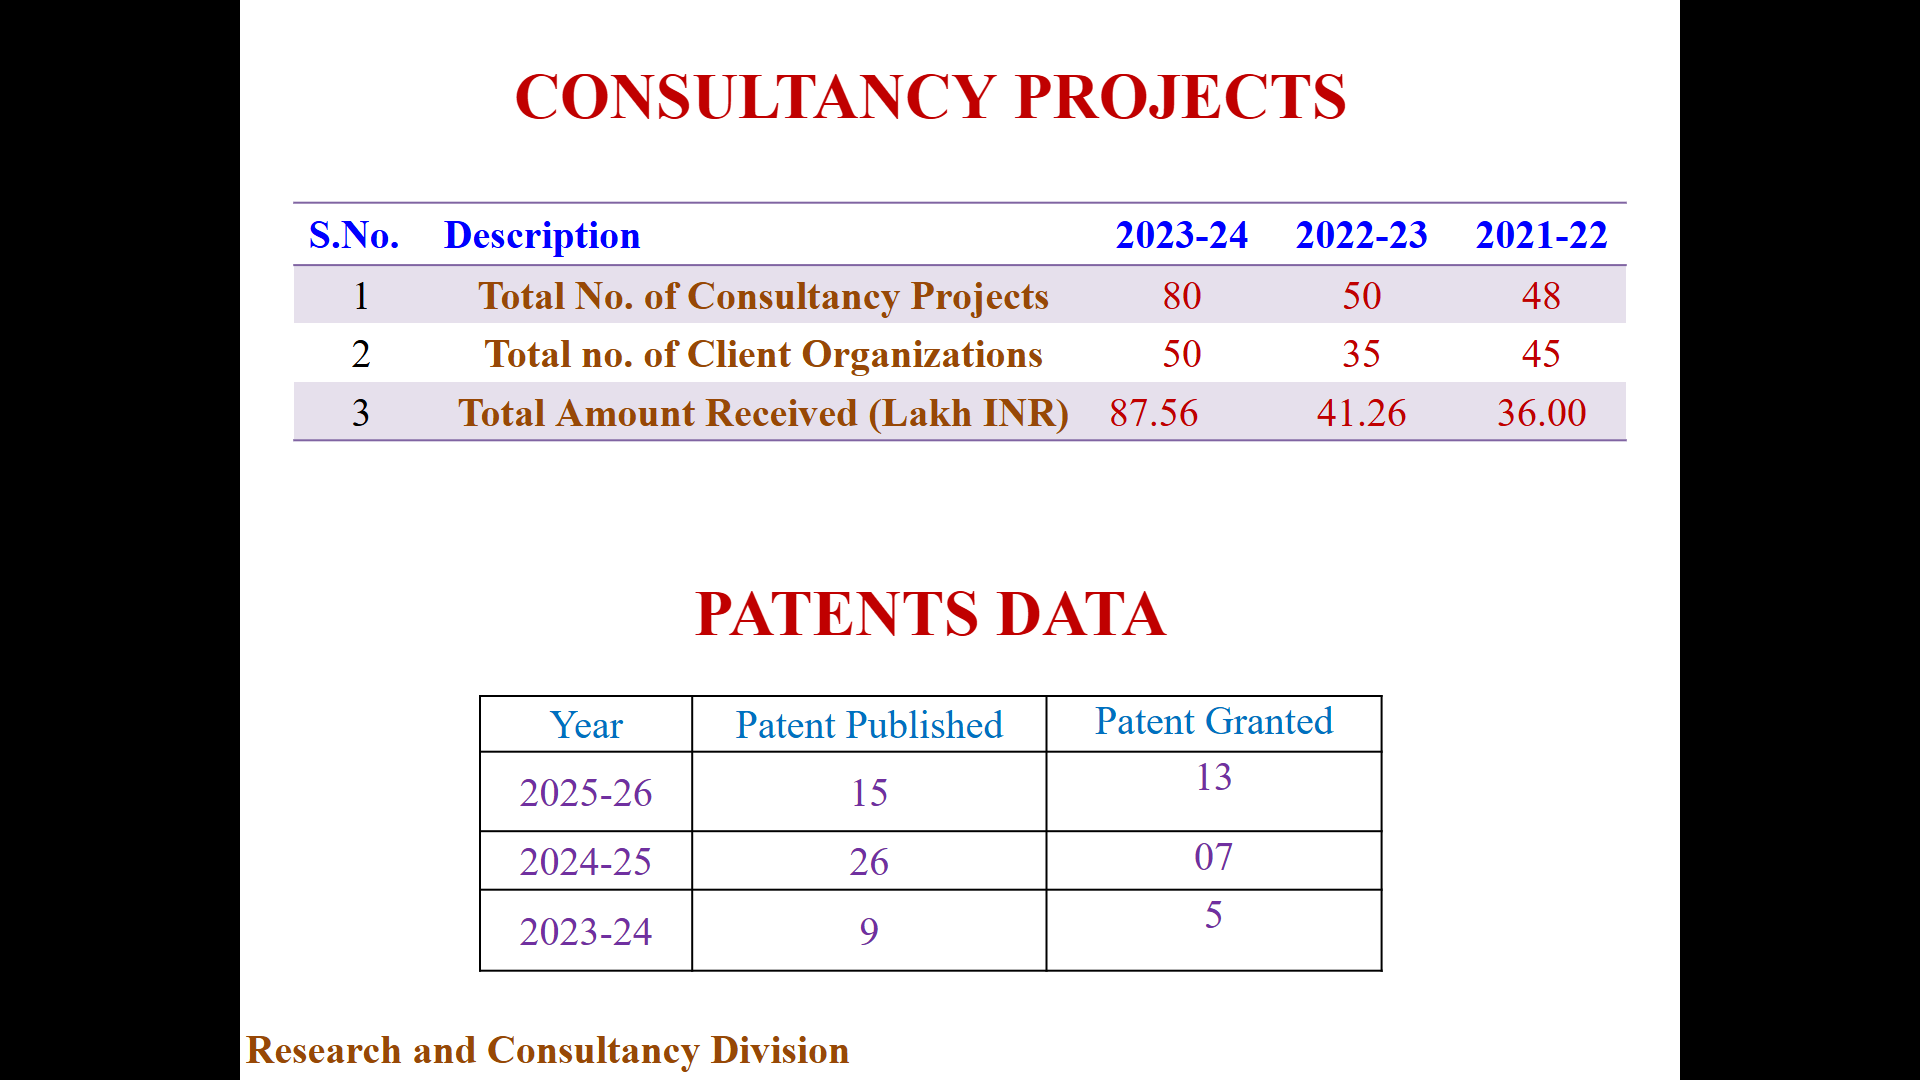 CONSULTANCY PROJECTS
S.No. Description 2023-24 2022-23 2021-22
1 Total No. of Consultancy Projects 80 50 48
2 Total no. of Client Organizations 50 35 45
3 Total Amount Received (Lakh INR) 87.56 41.26 36.00
PATENTS DATA
Year Patent Published Patent Granted
2025-26 15 13
2024-25 26 07
2023-24 9 5
Research and Consultancy Division